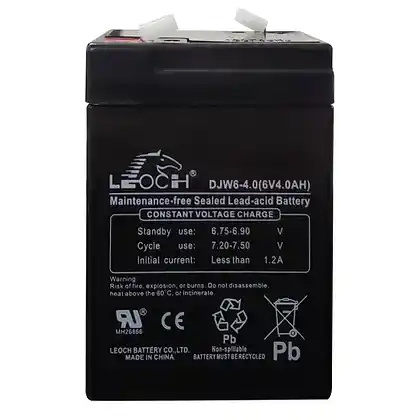 LEOCH DJW6-4.0(6V4.0AH)
Maintenance-free Sealed Lead-acid Battery
CONSTANT VOLTAGE CHARGE
Standby use: 6.75-6.90 V
Cycle use: 7.20-7.50 V
Initial current: Less than 1.2A
WARNING:
Risk of fire, explosion, or burns. Do not disassemble,
heat above the 60°C, or incinerate.
MH26866
LEOCH BATTERY CO.,LTD.
MADE IN CHINA
Non-spillable
BATTERY MUST BE RECYCLED
Pb